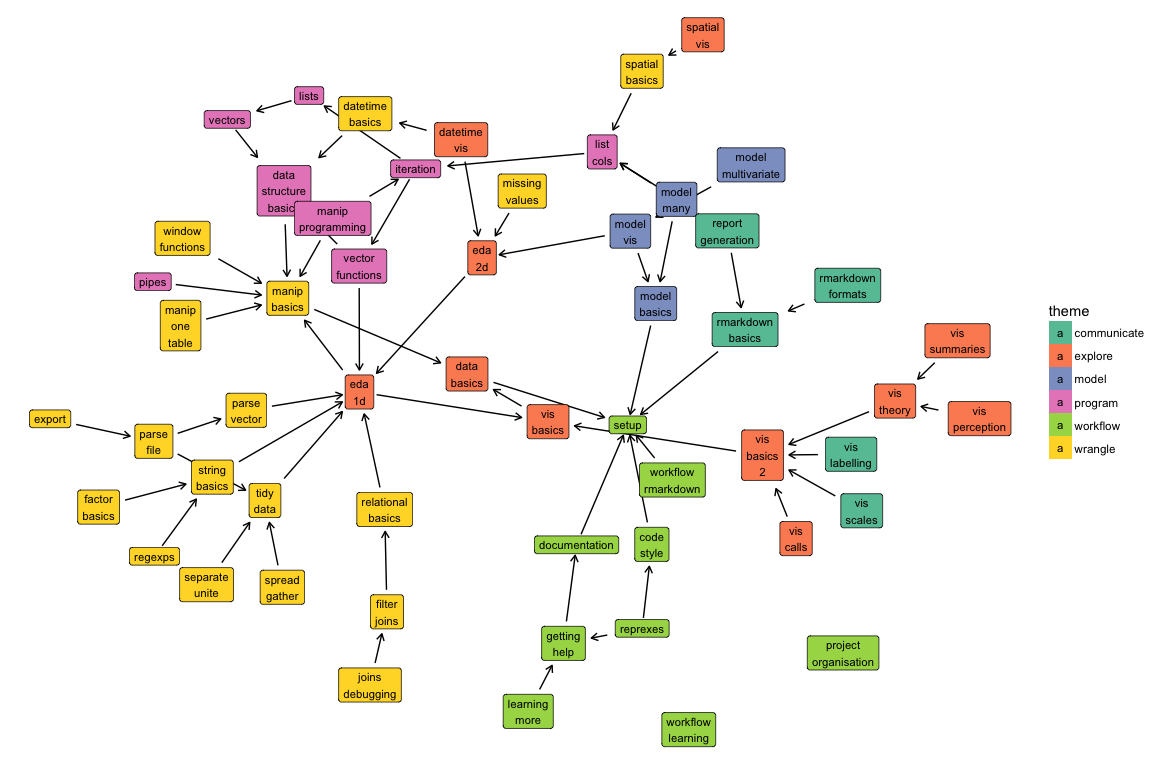 spatial
vis
spatial
basics
lists
vectors
datetime
basics
datetime
vis
list
cols
iteration
model
multivariate
data
structure
basic
missing
values
model
many
manip
programming
model
vis
report
generation
window
functions
eda
2d
vector
functions
pipes
manip
basics
manip
one
table
model
basics
rmarkdown
formats
rmarkdown
basics
theme
a communicate
a explore
a model
a program
a workflow
a wrangle
vis
summaries
data
basics
eda
1d
vis
theory
vis
perception
parse
vector
export
parse
file
vis
basics
setup
vis
basics
2
vis
labelling
string
basics
workflow
rmarkdown
factor
basics
tidy
data
relational
basics
vis
scales
vis
calls
documentation
code
style
regexps
separate
unite
spread
gather
filter
joins
reprexes
getting
help
project
organisation
joins
debugging
learning
more
workflow
learning